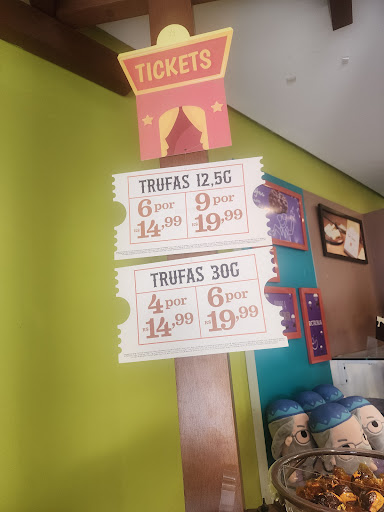 TICKETS
TRUFAS 12,5G
6 por 9 por
R$ 14,99 R$ 19,99
TRUFAS 30G
4 por 6 por
R$ 14,99 R$ 19,99